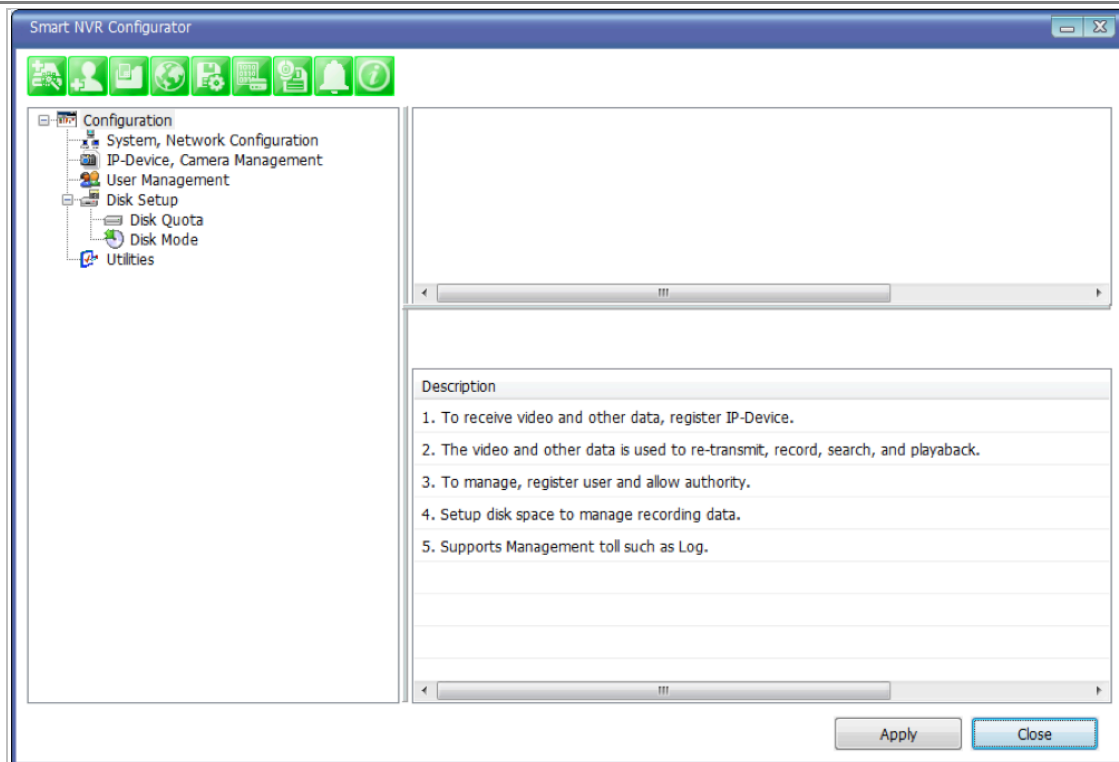 Smart NVR Configurator
Configuration
System, Network Configuration
IP-Device, Camera Management
User Management
Disk Setup
Disk Quota
Disk Mode
Utilities
Description
1. To receive video and other data, register IP-Device.
2. The video and other data is used to re-transmit, record, search, and playaback.
3. To manage, register user and allow authority.
4. Setup disk space to manage recording data.
5. Supports Management toll such as Log.
Apply
Close